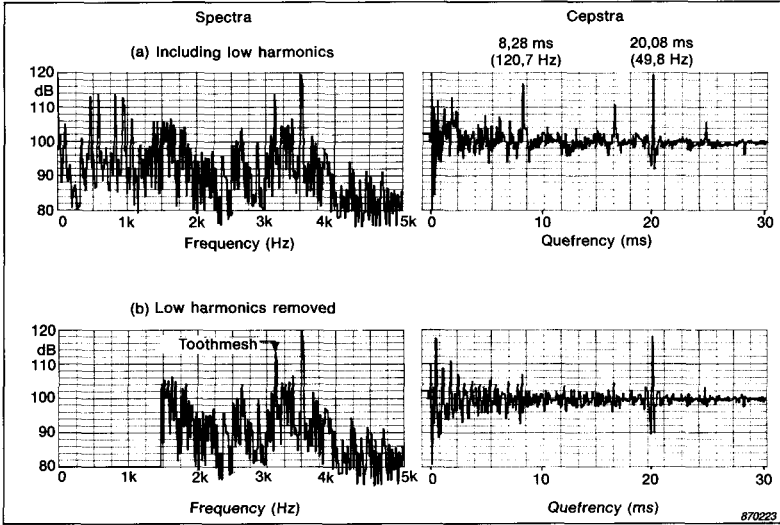 Spectra
Cepstra
(a) Including low harmonics
8,28 ms
(120,7 Hz)
20,08 ms
(49,8 Hz)
120
dB
110
100
90
80
0 1k 2k 3k 4k 5k
Frequency (Hz)
0 10 20 30
Quefrency (ms)
(b) Low harmonics removed
120
dB
110
100
90
80
Toothmesh
0 1k 2k 3k 4k 5k
Frequency (Hz)
0 10 20 30
Quefrency (ms)
870223